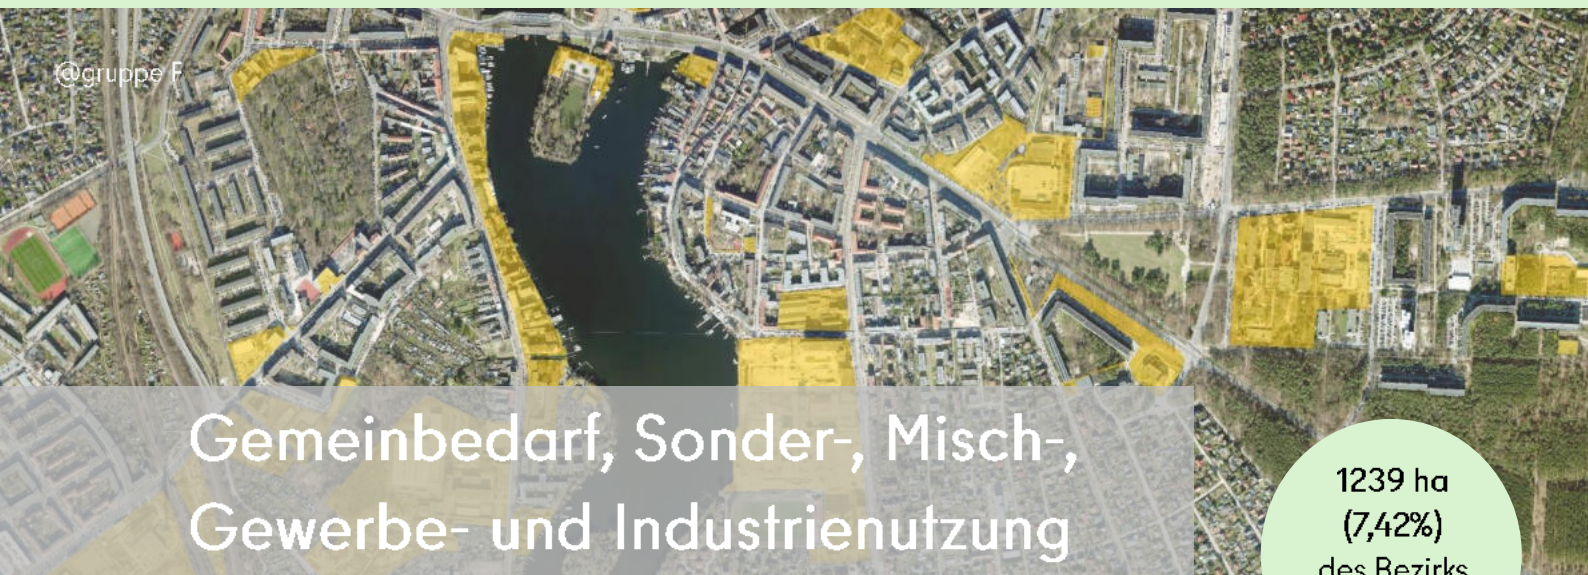 @gruppe F
Gemeinbedarf, Sonder-, Misch-,
Gewerbe- und Industrienutzung
1239 ha
(7,42%)
des Bezirks